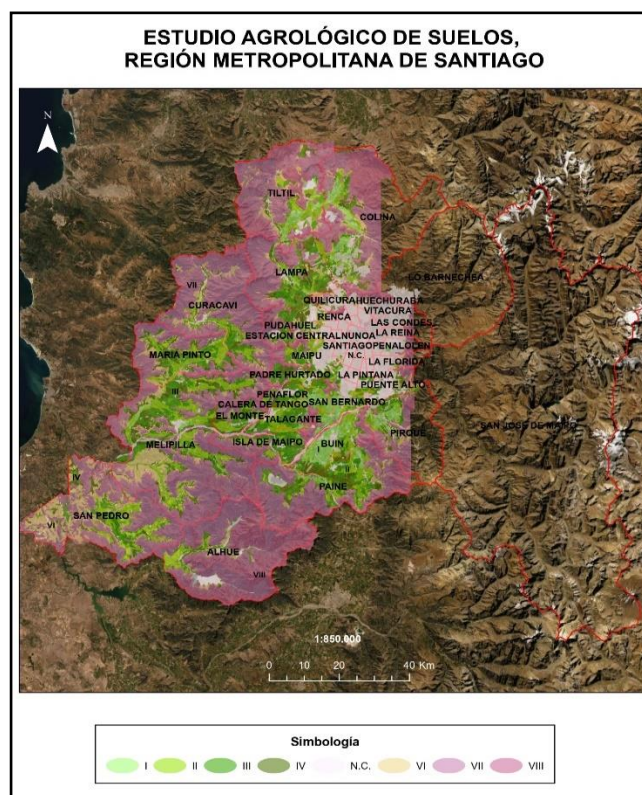 ESTUDIO AGROLÓGICO DE SUELOS,
REGIÓN METROPOLITANA DE SANTIAGO
N
TILTIL
COLINA
LAMPA
LO BARNECHEA
VII
CURACAVI
QUILICURA HUECHURABA
VITACURA
RENCA
PUDAHUEL
LAS CONDES
ESTACIÓN CENTRAL NUNOA
LA REINA
SANTIAGO PENALOLEN
MARIA PINTO
MAIPU
N.C.
LA FLORIDA
PADRE HURTADO
LA PINTANA
PUENTE ALTO
III
PENAFLOR
CALERA DE TANGO
SAN BERNARDO
EL MONTE
TALAGANTE
SAN JOSE DE MAIPO
PIRQUE
MELIPILLA
ISLA DE MAIPO
BUIN
I
II
IV
PAINE
SAN PEDRO
VI
ALHUE
VIII
1:850.000
0 10 20 40 Km
Simbología
I II III IV N.C. VI VII VIII